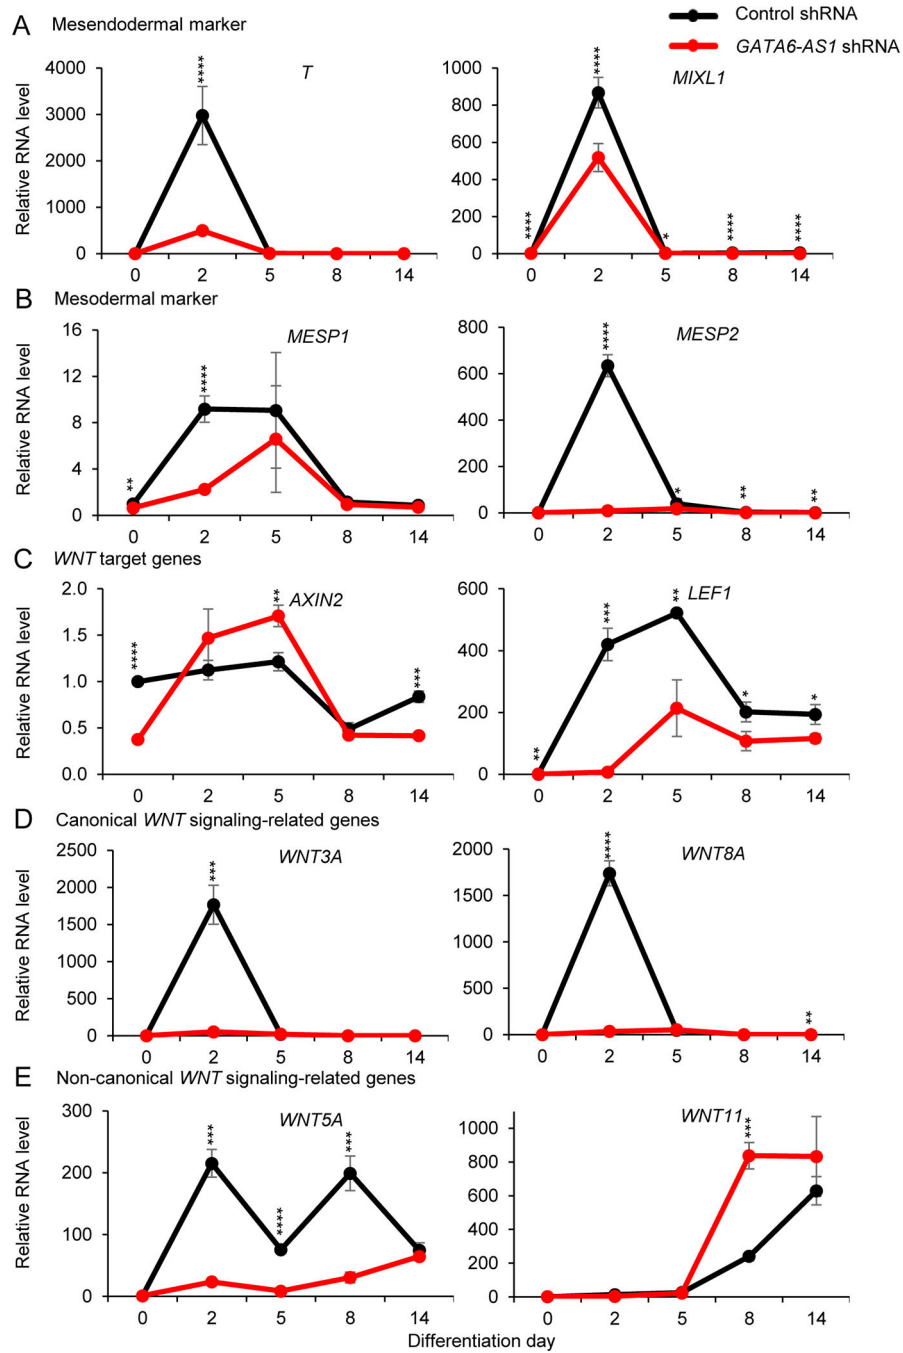 A Mesendodermal marker
Control shRNA
GATA6-AS1 shRNA
Relative RNA level
T
4000
3000
2000
1000
0
****
0 2 5 8 14
MIXL1
1000
800
600
400
200
0
**** **** * **** ****
0 2 5 8 14
B Mesodermal marker
Relative RNA level
MESP1
16
12
8
4
0
** ****
0 2 5 8 14
MESP2
800
600
400
200
0
**** * ** **
0 2 5 8 14
C WNT target genes
Relative RNA level
AXIN2
2.0
1.5
1.0
0.5
0.0
**** ** ***
0 2 5 8 14
LEF1
600
400
200
0
** *** ** * *
0 2 5 8 14
D Canonical WNT signaling-related genes
Relative RNA level
WNT3A
2500
2000
1500
1000
500
0
***
0 2 5 8 14
WNT8A
2000
1500
1000
500
0
**** **
0 2 5 8 14
E Non-canonical WNT signaling-related genes
Relative RNA level
WNT5A
300
200
100
0
*** **** ***
0 2 5 8 14
WNT11
1000
800
600
400
200
0
***
0 2 5 8 14
Differentiation day